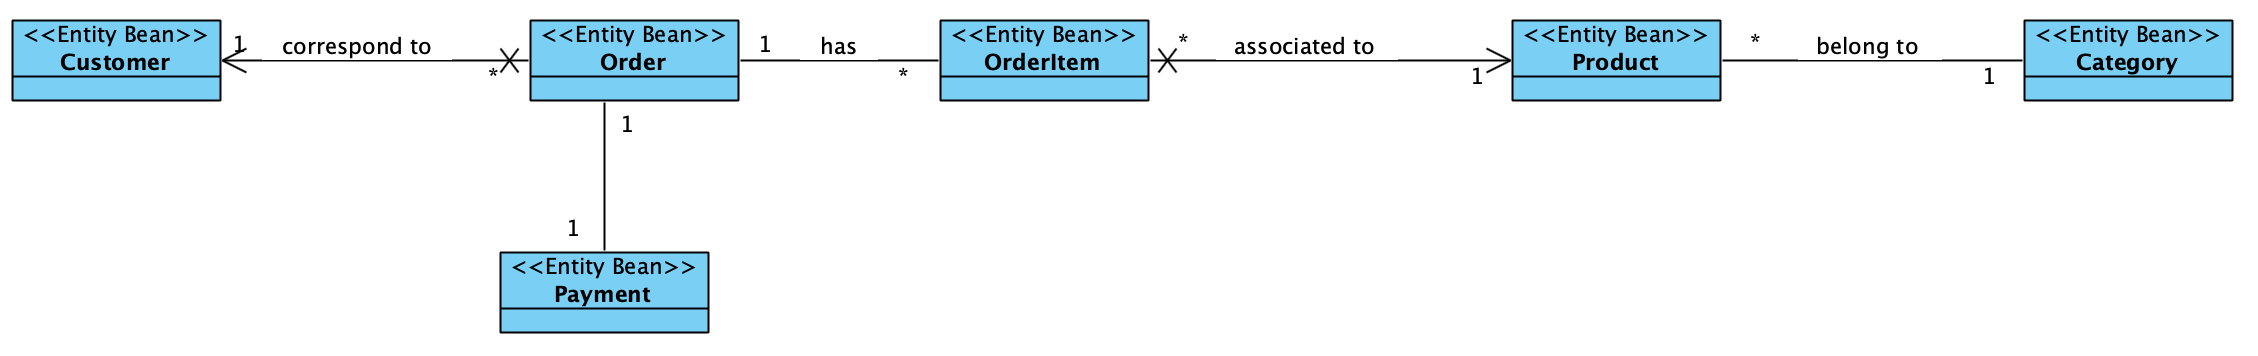 <<Entity Bean>>
Customer
1
correspond to
*
<<Entity Bean>>
Order
1
has
*
<<Entity Bean>>
OrderItem
*
associated to
1
<<Entity Bean>>
Product
*
belong to
1
<<Entity Bean>>
Category
1
1
<<Entity Bean>>
Payment